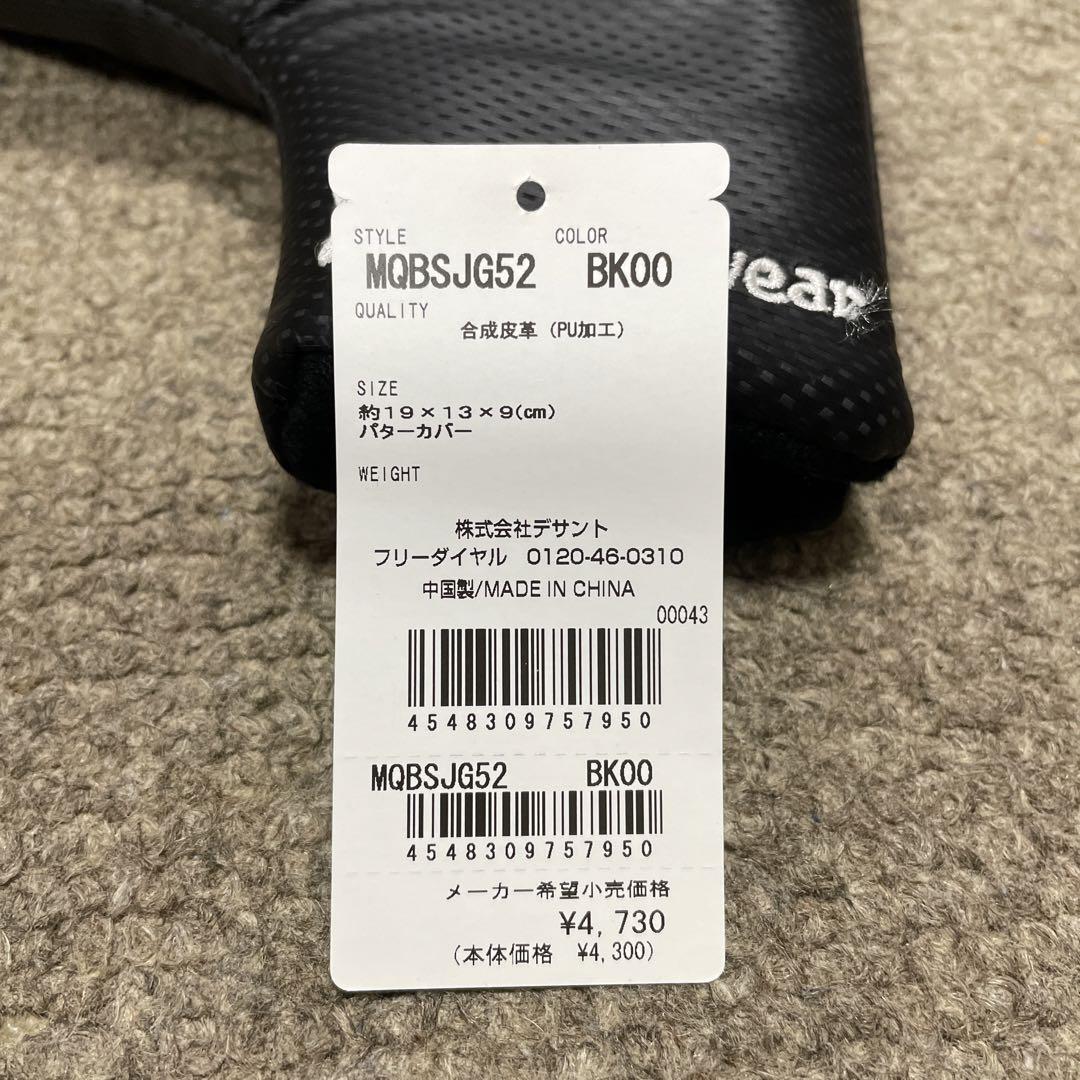 STYLE COLOR
MQBSJG52 BK00
QUALITY
合成皮革（PU加工）
SIZE
約19×13×9(㎝)
パターカバー
WEIGHT
株式会社デサント
フリーダイヤル 0120-46-0310
中国製/MADE IN CHINA
00043
4548309757950
MQBSJG52 BK00
4548309757950
メーカー希望小売価格
¥4,730
(本体価格 ¥4,300)